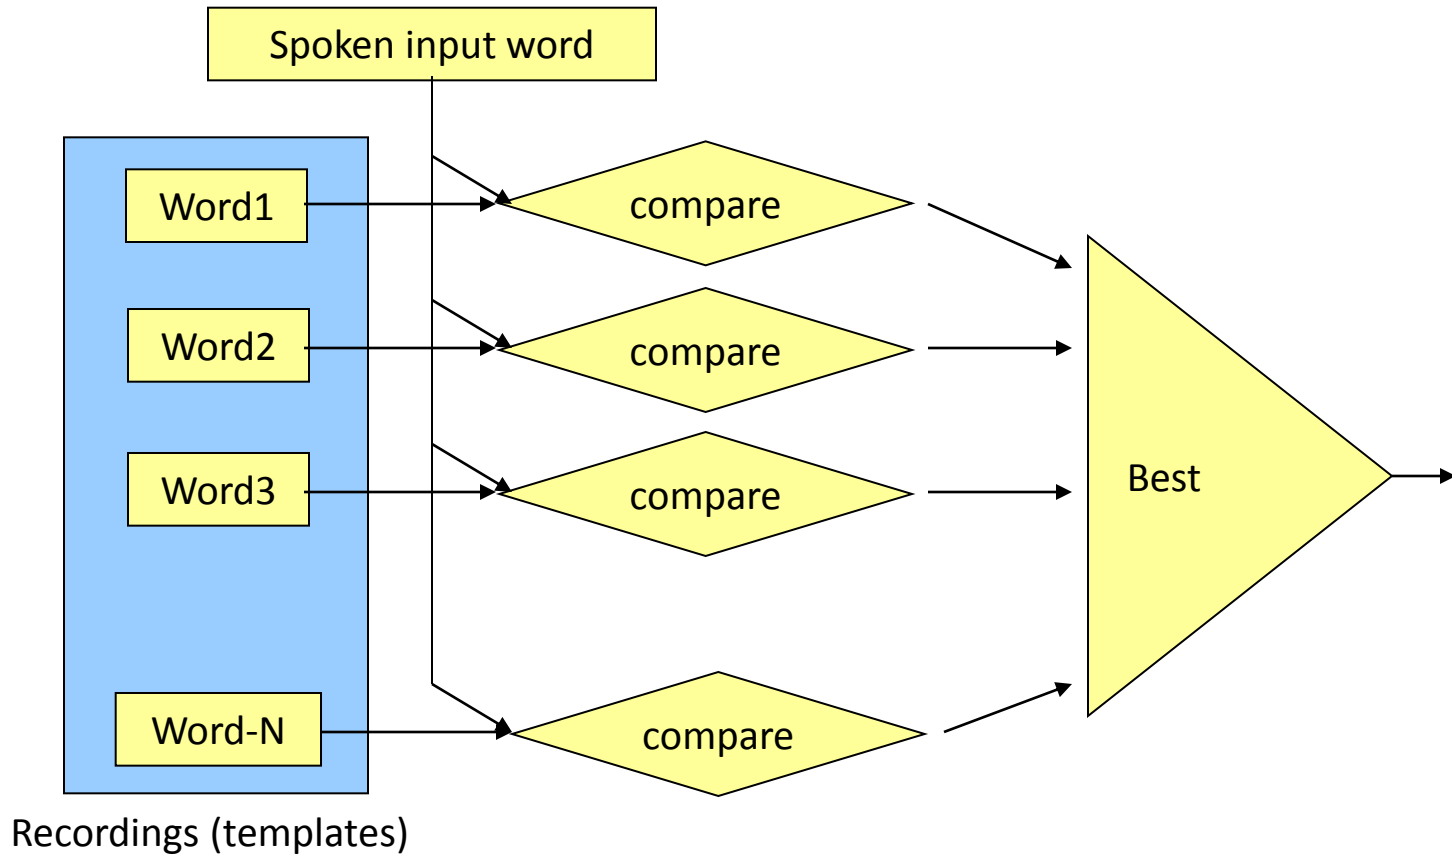 Spoken input word
Word1
compare
Word2
compare
Word3
compare
Best
Word-N
compare
Recordings (templates)